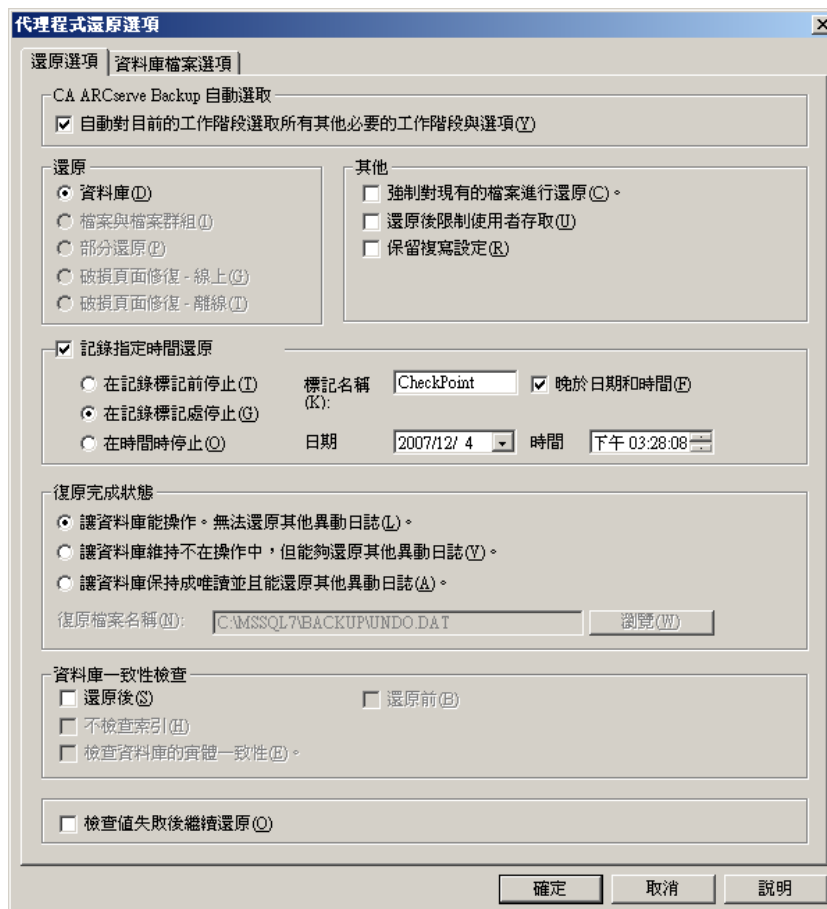 代理程式還原選項
還原選項 資料庫檔案選項
CA ARCserve Backup 自動選取
自動對目前的工作階段選取所有其他必要的工作階段與選項(Y)
還原
資料庫(D)
檔案與檔案群組(I)
部分還原(P)
破損頁面修復 - 線上(G)
破損頁面修復 - 離線(T)
其他
強制對現有的檔案進行還原(C)。
還原後限制使用者存取(U)
保留複寫設定(R)
記錄指定時間還原
在記錄標記前停止(T)
在記錄標記處停止(G)
在時間時停止(O)
標記名稱(K): CheckPoint 晚於日期和時間(F)
日期 2007/12/ 4 時間 下午 03:28:08
復原完成狀態
讓資料庫能操作。無法還原其他異動日誌(L)。
讓資料庫維持不在操作中，但能夠還原其他異動日誌(V)。
讓資料庫保持成唯讀並且能還原其他異動日誌(A)。
復原檔案名稱(N): C:\MSSQL7\BACKUP\UNDO.DAT 瀏覽(W)
資料庫一致性檢查
還原後(S) 還原前(B)
不檢查索引(H)
檢查資料庫的實體一致性(E)。
檢查值失敗後繼續還原(O)
確定 取消 說明